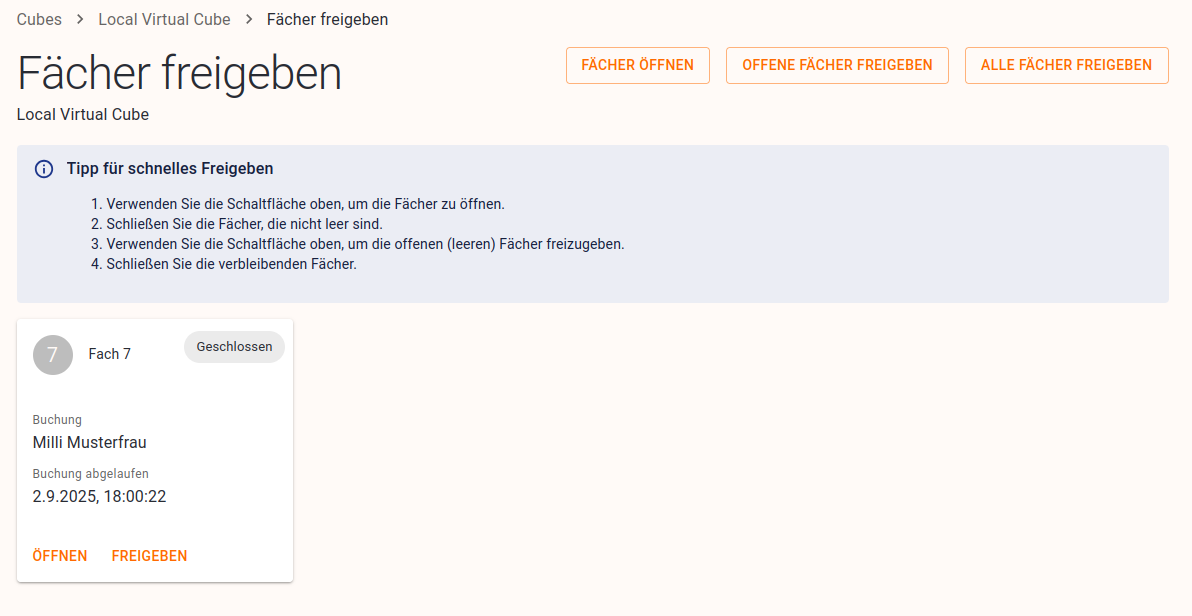 Cubes > Local Virtual Cube > Fächer freigeben
Fächer freigeben
FÄCHER ÖFFNEN
OFFENE FÄCHER FREIGEBEN
ALLE FÄCHER FREIGEBEN
Local Virtual Cube
Tipp für schnelles Freigeben
1. Verwenden Sie die Schaltfläche oben, um die Fächer zu öffnen.
2. Schließen Sie die Fächer, die nicht leer sind.
3. Verwenden Sie die Schaltfläche oben, um die offenen (leeren) Fächer freizugeben.
4. Schließen Sie die verbleibenden Fächer.
7
Fach 7
Geschlossen
Buchung
Milli Musterfrau
Buchung abgelaufen
2.9.2025, 18:00:22
ÖFFNEN
FREIGEBEN